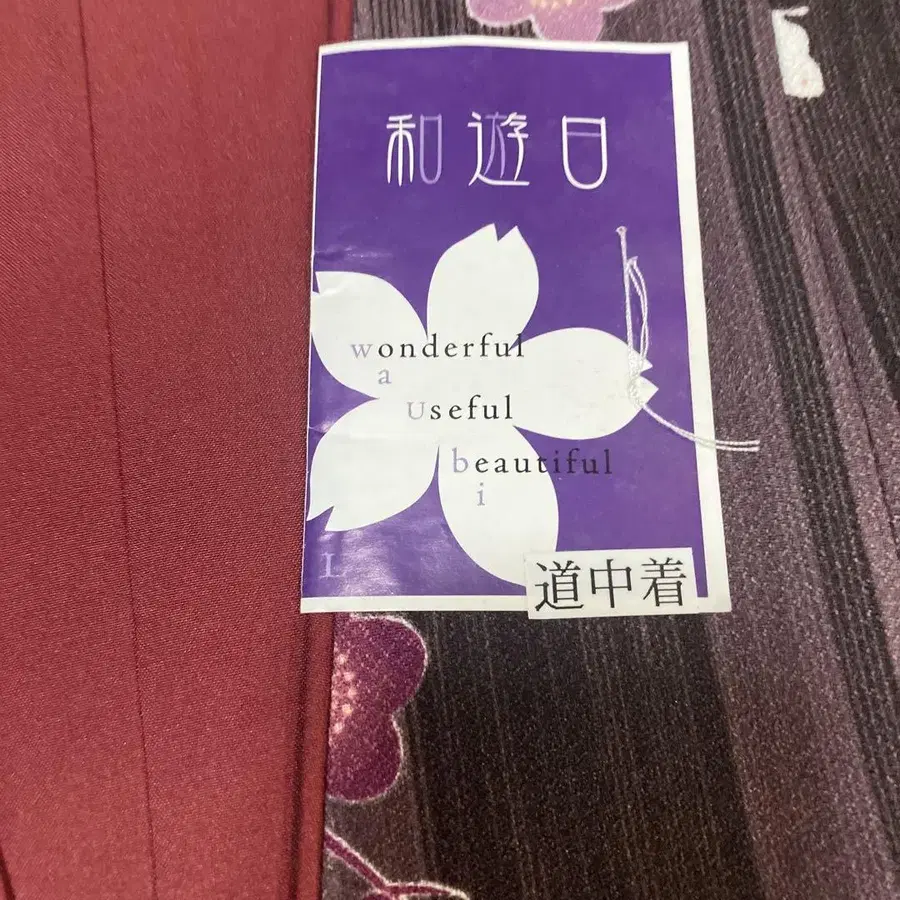 和遊日
wonderful
a
useful
beautiful
i
L
道中着